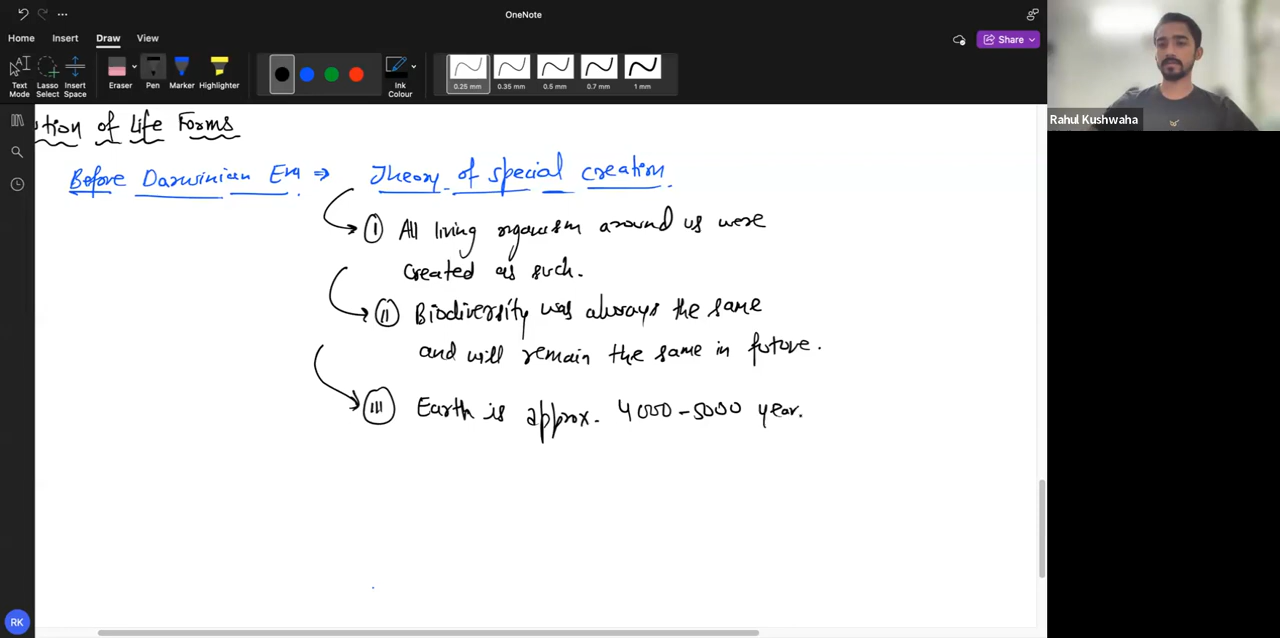 OneNote
Home Insert Draw View
Share
Text Mode
Lasso Select
Insert Space
Eraser
Pen
Marker
Highlighter
Ink Colour
0.25 mm
0.35 mm
0.5 mm
0.7 mm
1 mm
Rahul Kushwaha
ution of Life Forms
Before Darwinian Era ⇒ Theory of special creation.
I All living organism around us were
created as such.
II Biodiversity was always the same
and will remain the same in future.
III Earth is approx. 4000-5000 year.
RK